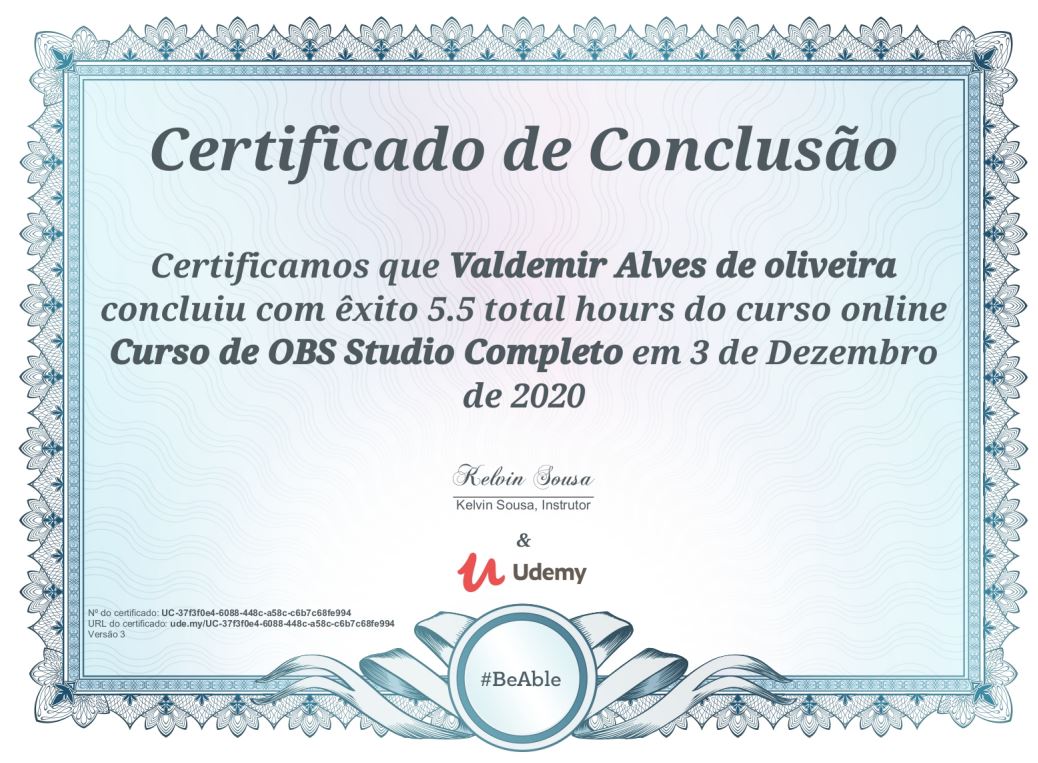 Certificado de Conclusão
Certificamos que Valdemir Alves de oliveira
concluiu com êxito 5.5 total hours do curso online
Curso de OBS Studio Completo em 3 de Dezembro
de 2020
Kelvin Sousa
Kelvin Sousa, Instrutor
&
Udemy
Nº do certificado: UC-37f3f0e4-6088-448c-a58c-c6b7c68fe994
URL do certificado: ude.my/UC-37f3f0e4-6088-448c-a58c-c6b7c68fe994
Versão 3
#BeAble